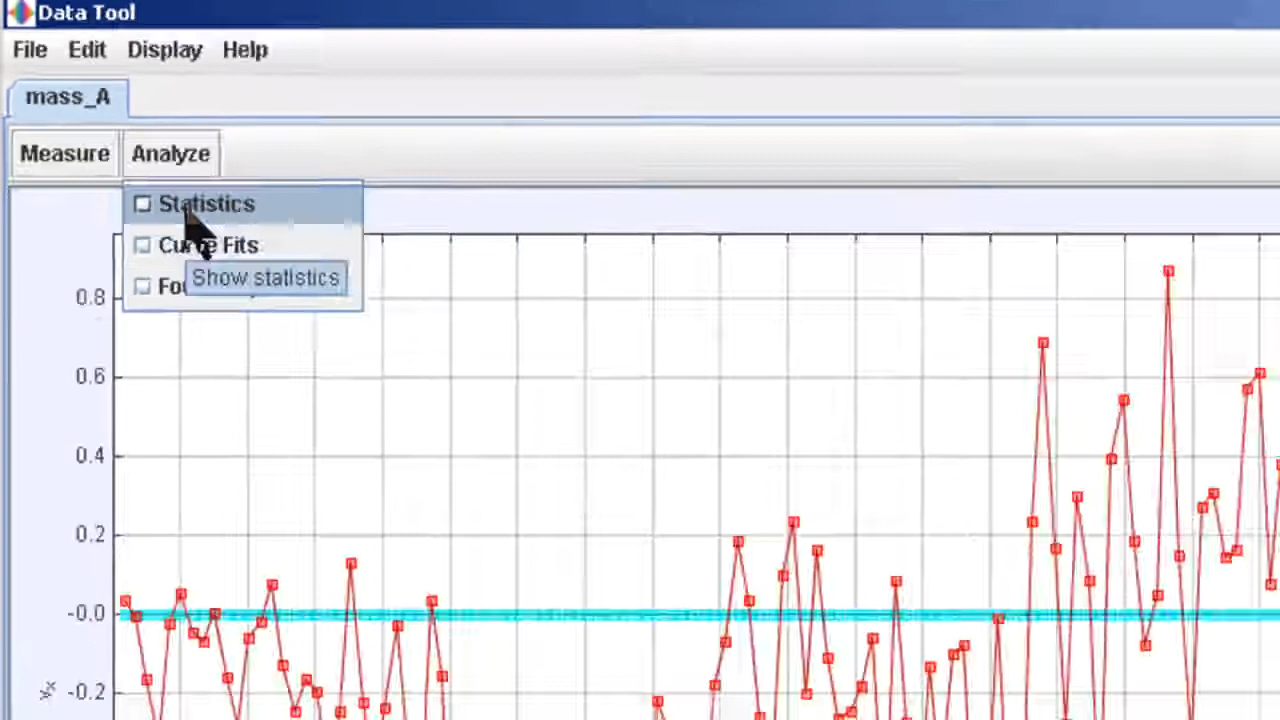 Data Tool
File Edit Display Help
mass_A
Measure Analyze
Statistics
Fits
Show statistics
0.8
0.6
0.4
0.2
-0.0
-0.2
vx